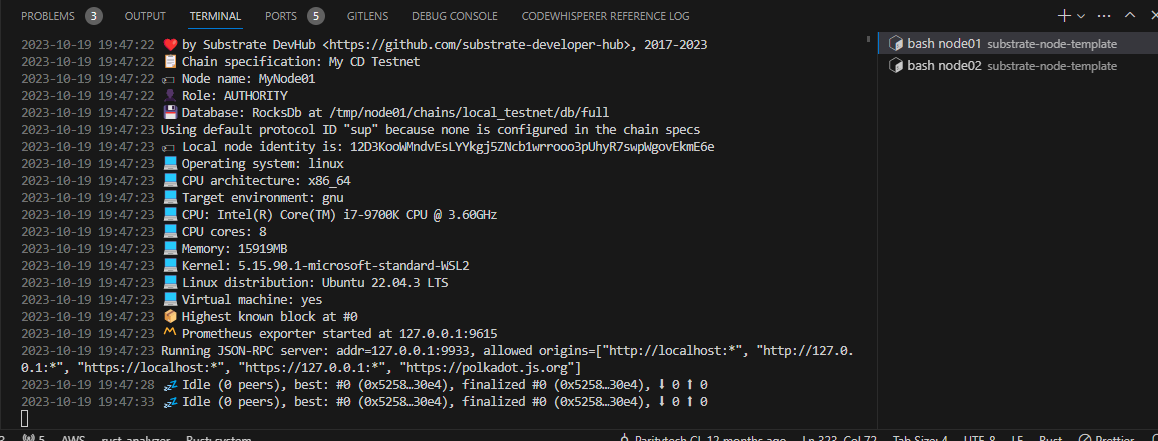 PROBLEMS 3 OUTPUT TERMINAL PORTS 5 GITLENS DEBUG CONSOLE CODEWHISPERER REFERENCE LOG
2023-10-19 19:47:22 ❤️ by Substrate DevHub <https://github.com/substrate-developer-hub>, 2017-2023
2023-10-19 19:47:22 📋 Chain specification: My CD Testnet
2023-10-19 19:47:22 🏷 Node name: MyNode01
2023-10-19 19:47:22 👤 Role: AUTHORITY
2023-10-19 19:47:22 💾 Database: RocksDb at /tmp/node01/chains/local_testnet/db/full
2023-10-19 19:47:23 Using default protocol ID "sup" because none is configured in the chain specs
2023-10-19 19:47:23 🏷 Local node identity is: 12D3KooWMndvEsLYYkgj5ZNcb1wrrooo3pUhyR7swpWgovEkmE6e
2023-10-19 19:47:23 💻 Operating system: linux
2023-10-19 19:47:23 💻 CPU architecture: x86_64
2023-10-19 19:47:23 💻 Target environment: gnu
2023-10-19 19:47:23 💻 CPU: Intel(R) Core(TM) i7-9700K CPU @ 3.60GHz
2023-10-19 19:47:23 💻 CPU cores: 8
2023-10-19 19:47:23 💻 Memory: 15919MB
2023-10-19 19:47:23 💻 Kernel: 5.15.90.1-microsoft-standard-WSL2
2023-10-19 19:47:23 💻 Linux distribution: Ubuntu 22.04.3 LTS
2023-10-19 19:47:23 💻 Virtual machine: yes
2023-10-19 19:47:23 📦 Highest known block at #0
2023-10-19 19:47:23 〽️ Prometheus exporter started at 127.0.0.1:9615
2023-10-19 19:47:23 Running JSON-RPC server: addr=127.0.0.1:9933, allowed origins=["http://localhost:*", "http://127.0.
0.1:*", "https://localhost:*", "https://127.0.0.1:*", "https://polkadot.js.org"]
2023-10-19 19:47:28 💤 Idle (0 peers), best: #0 (0x5258…30e4), finalized #0 (0x5258…30e4), ⬇ 0 ⬆ 0
2023-10-19 19:47:33 💤 Idle (0 peers), best: #0 (0x5258…30e4), finalized #0 (0x5258…30e4), ⬇ 0 ⬆ 0
bash node01 substrate-node-template
bash node02 substrate-node-template
3 5 AWS rust-analyzer Rust: system Paritytech CI, 12 months ago Ln 323, Col 72 Tab Size: 4 UTF-8 LF Rust Prettier